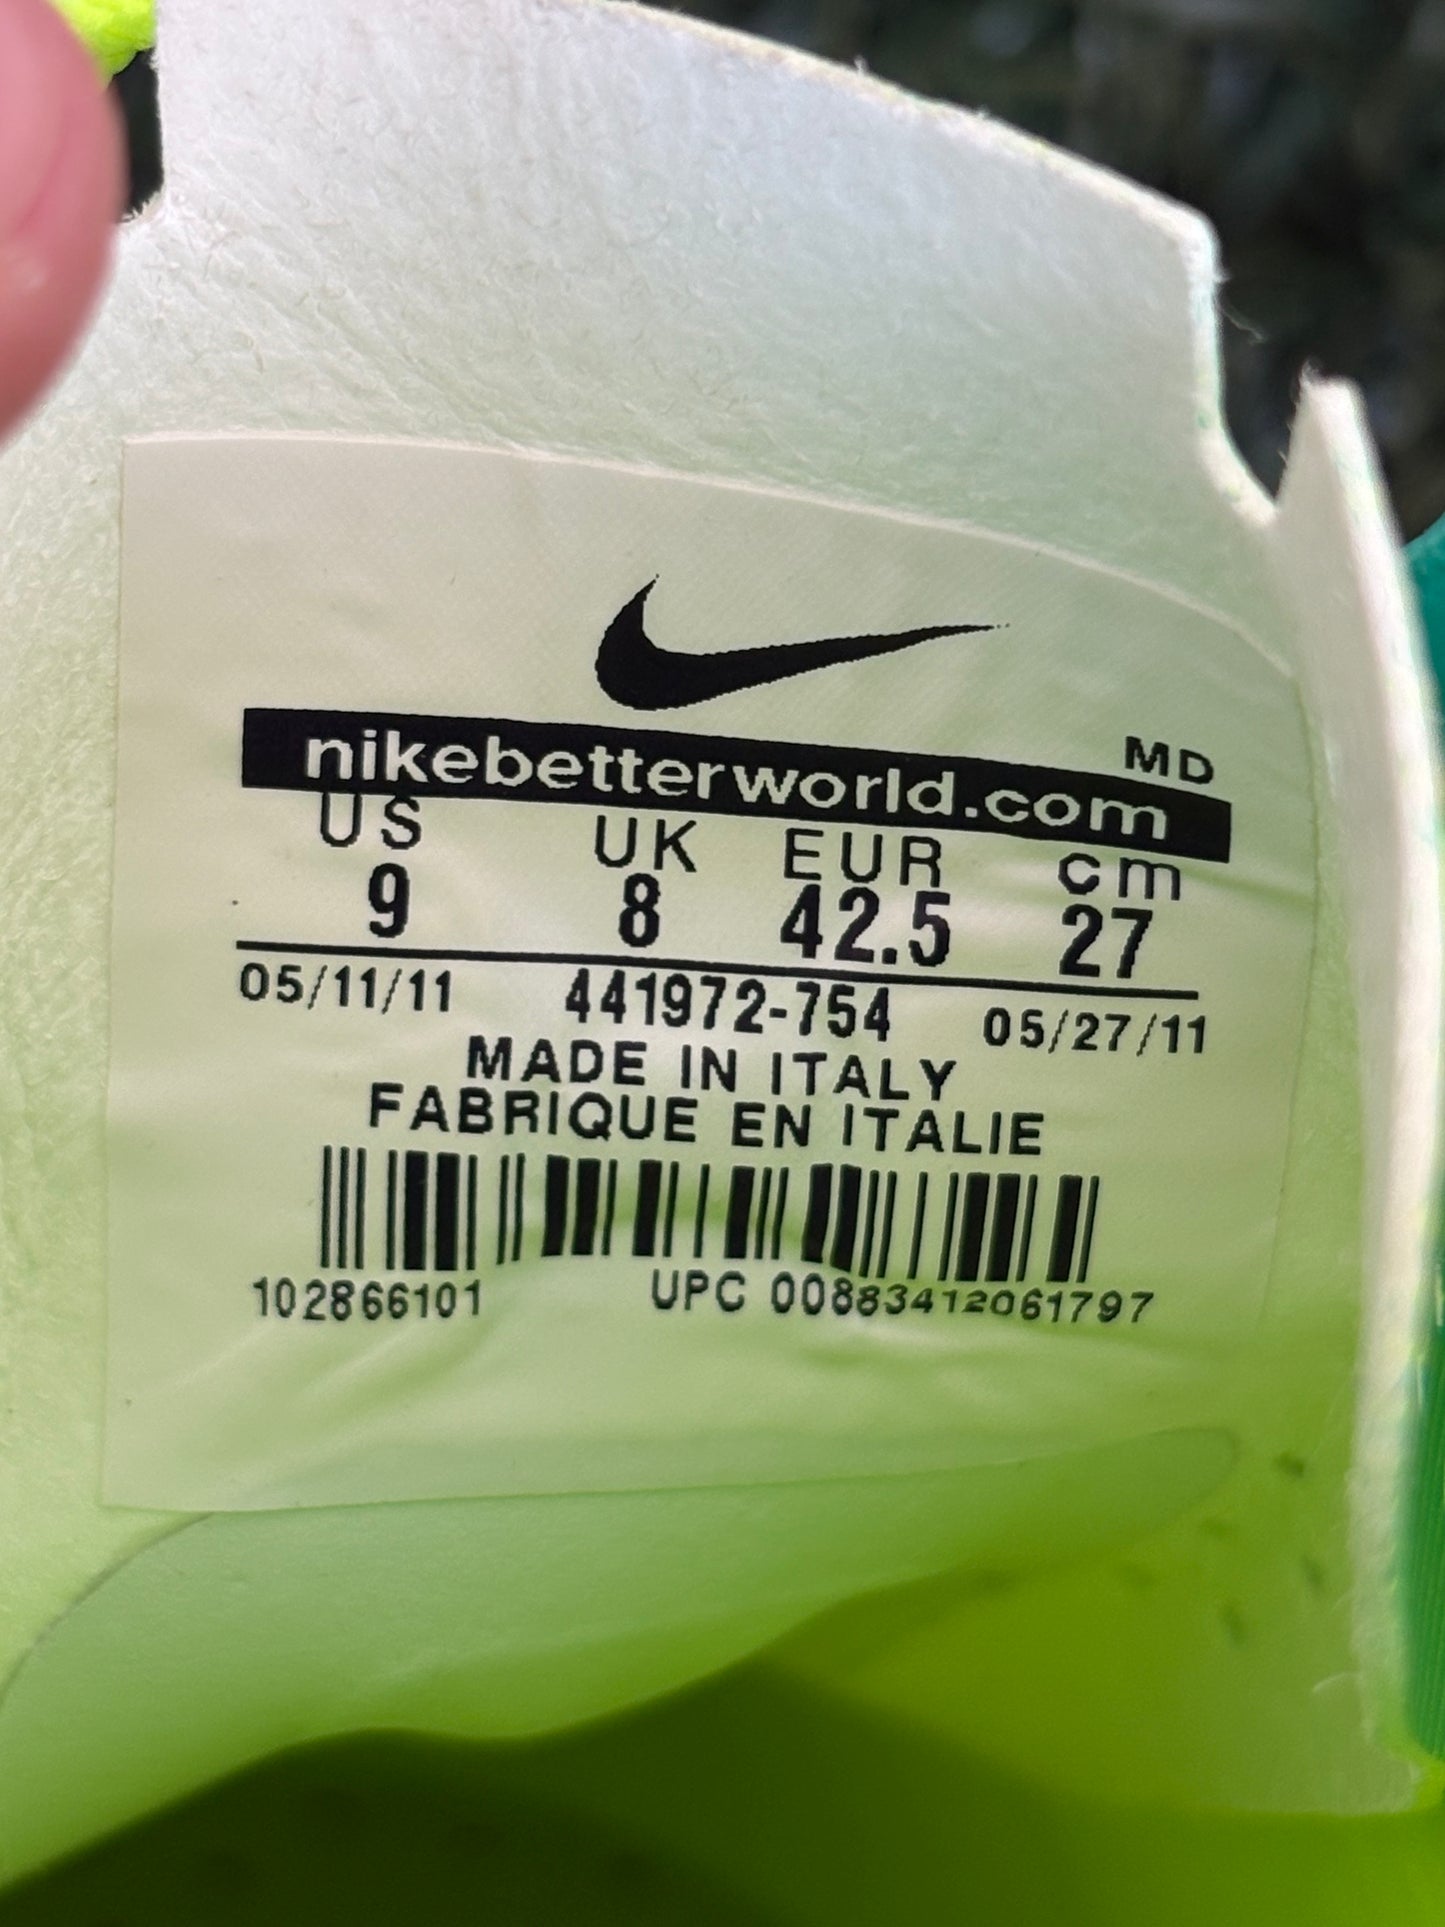 MD
nikebetterworld.com
US UK EUR cm
9 8 42.5 27
05/11/11 441972-754 05/27/11
MADE IN ITALY
FABRIQUE EN ITALIE
102866101 UPC 00883412061797